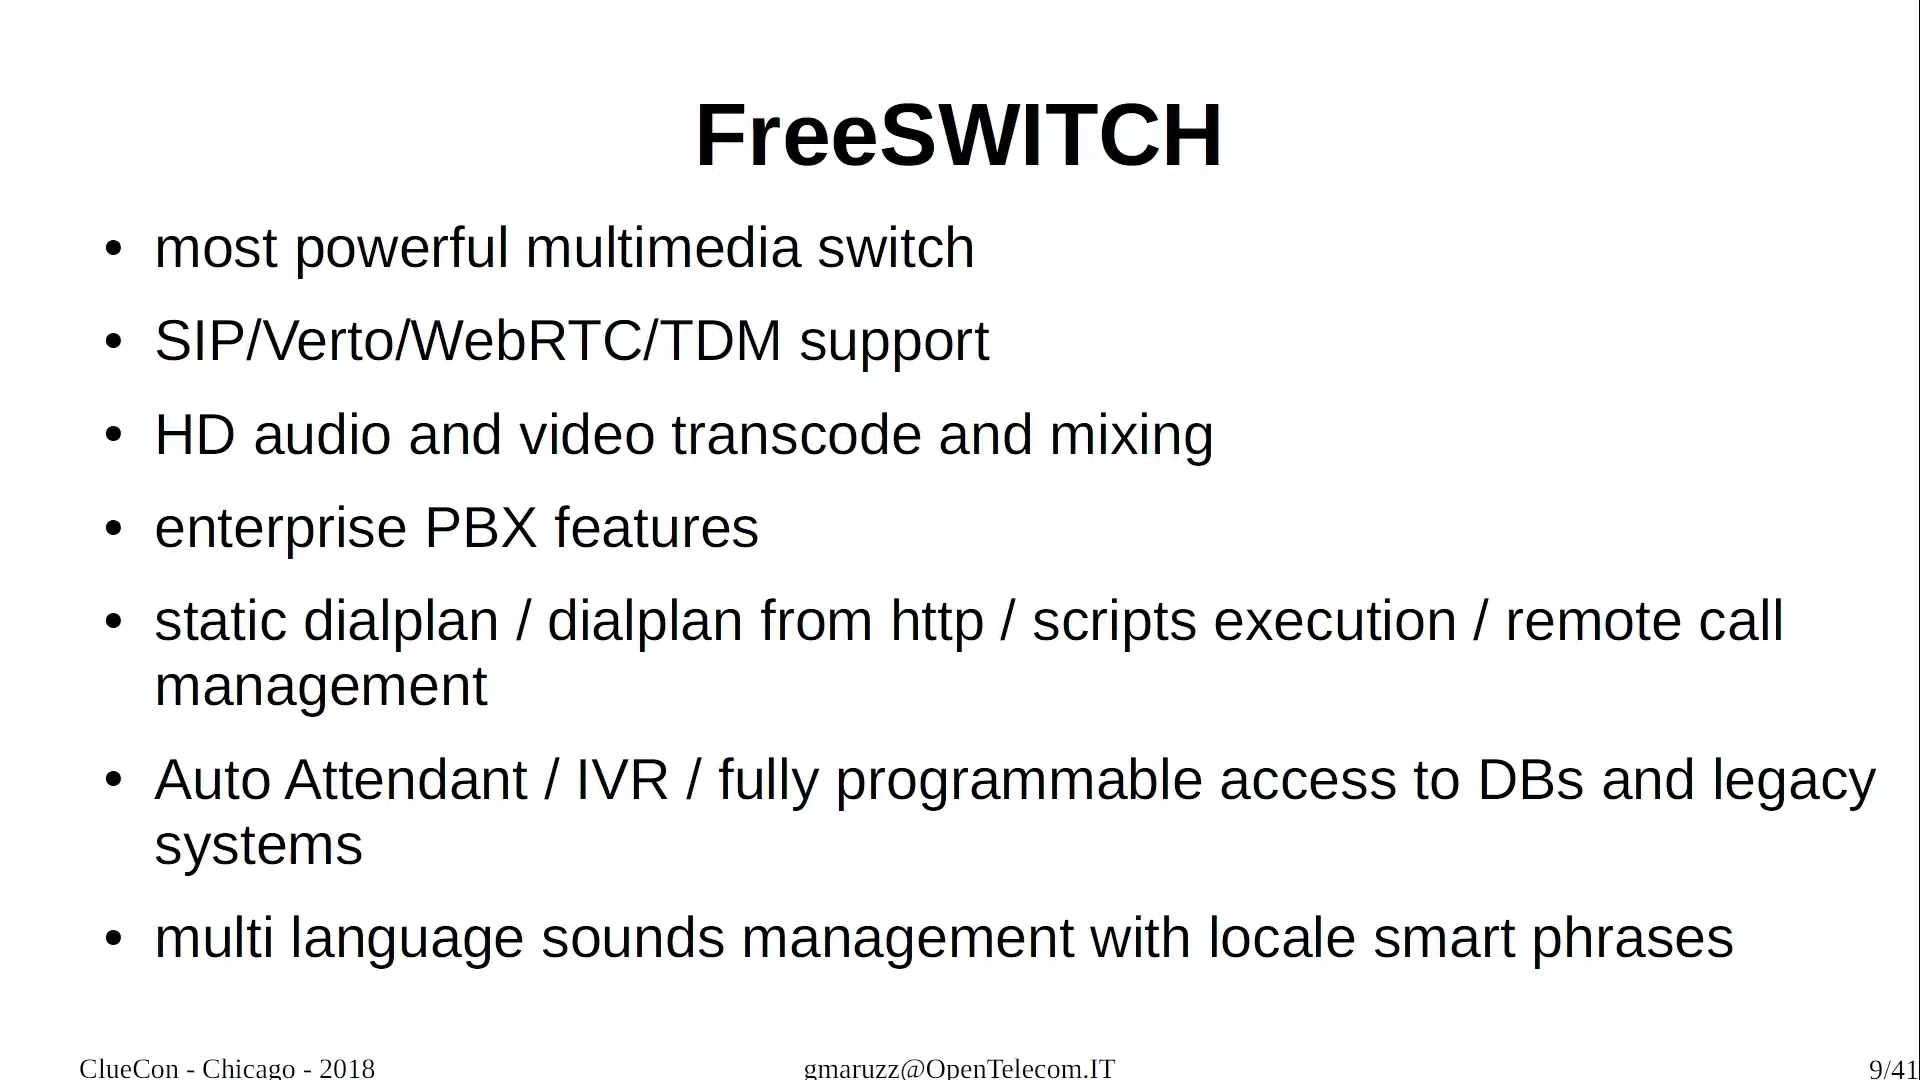 FreeSWITCH
• most powerful multimedia switch
• SIP/Verto/WebRTC/TDM support
• HD audio and video transcode and mixing
• enterprise PBX features
• static dialplan / dialplan from http / scripts execution / remote call
management
• Auto Attendant / IVR / fully programmable access to DBs and legacy
systems
• multi language sounds management with locale smart phrases
ClueCon - Chicago - 2018
gmaruzz@OpenTelecom.IT
9/41